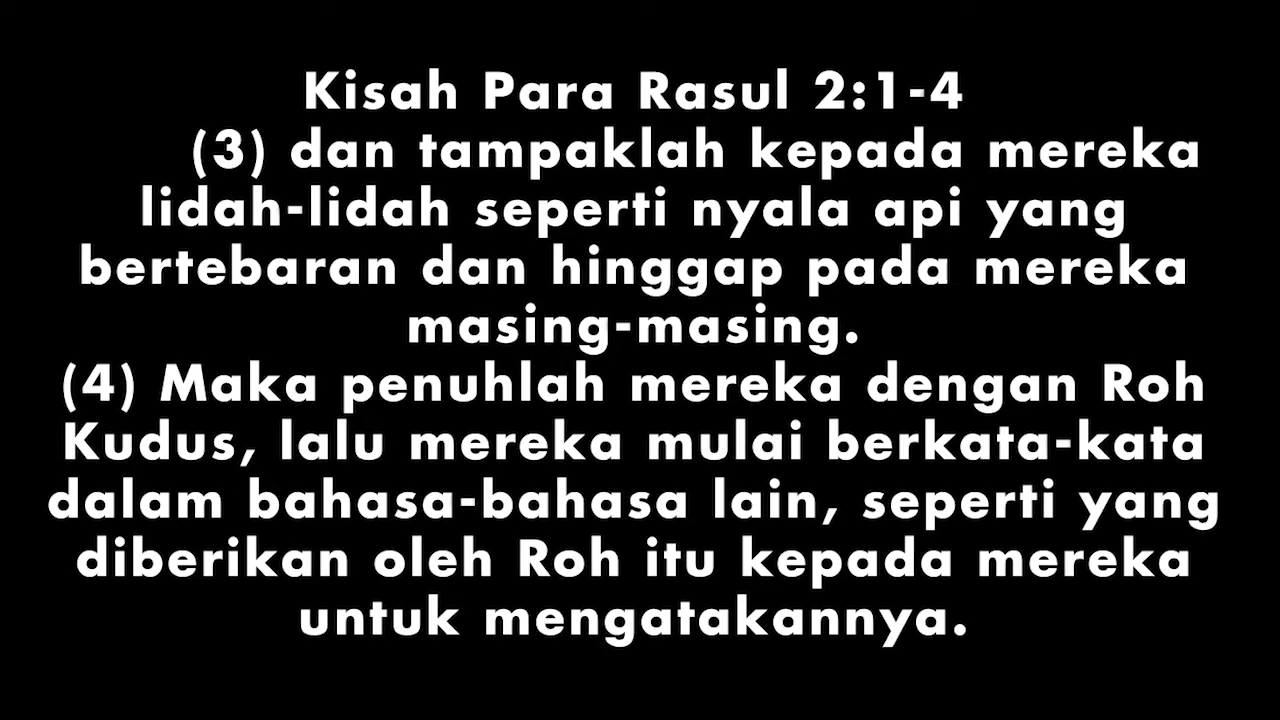 Kisah Para Rasul 2:1-4
(3) dan tampaklah kepada mereka
lidah-lidah seperti nyala api yang
bertebaran dan hinggap pada mereka
masing-masing.
(4) Maka penuhlah mereka dengan Roh
Kudus, lalu mereka mulai berkata-kata
dalam bahasa-bahasa lain, seperti yang
diberikan oleh Roh itu kepada mereka
untuk mengatakannya.